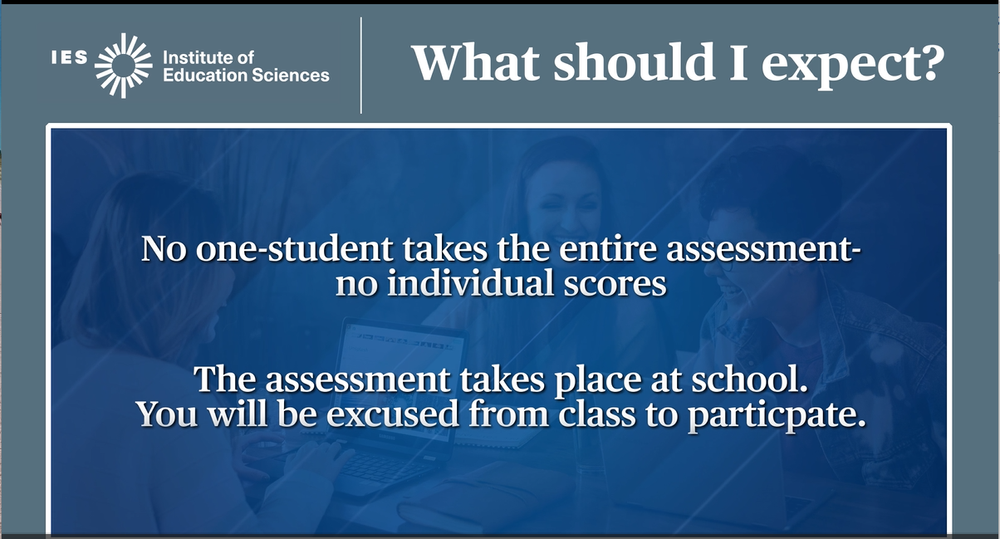 IES
Institute of
Education Sciences
What should I expect?
No one-student takes the entire assessment-
no individual scores
The assessment takes place at school.
You will be excused from class to particpate.